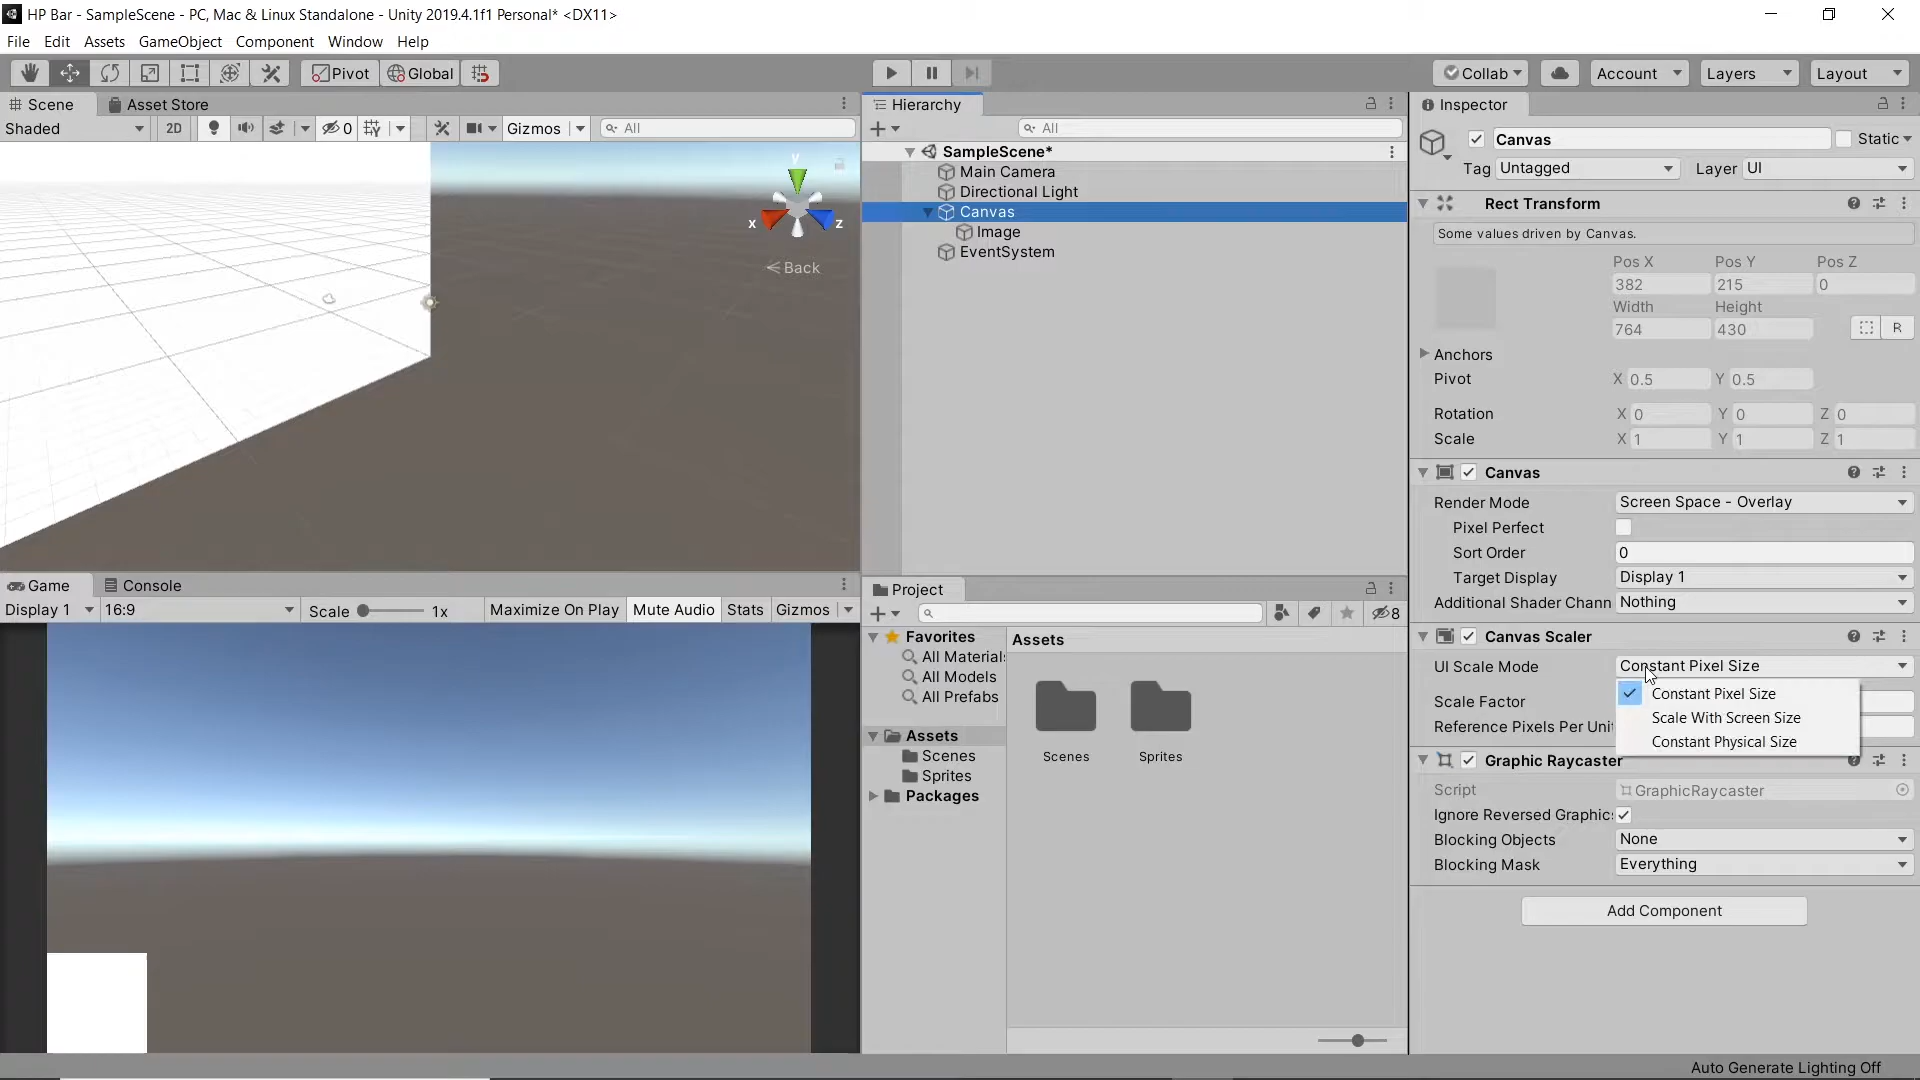 HP Bar - SampleScene - PC, Mac & Linux Standalone - Unity 2019.4.1f1 Personal* <DX11>
File Edit Assets GameObject Component Window Help
Pivot Global Collab Account Layers Layout
Scene Asset Store
Shaded 2D 0 Gizmos All
y
x z
Back
Game Console
Display 1 16:9 Scale 1x Maximize On Play Mute Audio Stats Gizmos
Hierarchy
All
SampleScene*
Main Camera
Directional Light
Canvas
Image
EventSystem
Project
8
Favorites
All Material
All Models
All Prefabs
Assets
Scenes
Sprites
Packages
Assets
Scenes Sprites
Inspector
Canvas Static
Tag Untagged Layer UI
Rect Transform
Some values driven by Canvas.
Pos X Pos Y Pos Z
382 215 0
Width Height
764 430 R
Anchors
Pivot X 0.5 Y 0.5
Rotation X 0 Y 0 Z 0
Scale X 1 Y 1 Z 1
Canvas
Render Mode Screen Space - Overlay
Pixel Perfect
Sort Order 0
Target Display Display 1
Additional Shader Chann Nothing
Canvas Scaler
UI Scale Mode Constant Pixel Size
Constant Pixel Size
Scale With Screen Size
Constant Physical Size
Scale Factor
Reference Pixels Per Uni
Graphic Raycaster
Script GraphicRaycaster
Ignore Reversed Graphic
Blocking Objects None
Blocking Mask Everything
Add Component
Auto Generate Lighting Off